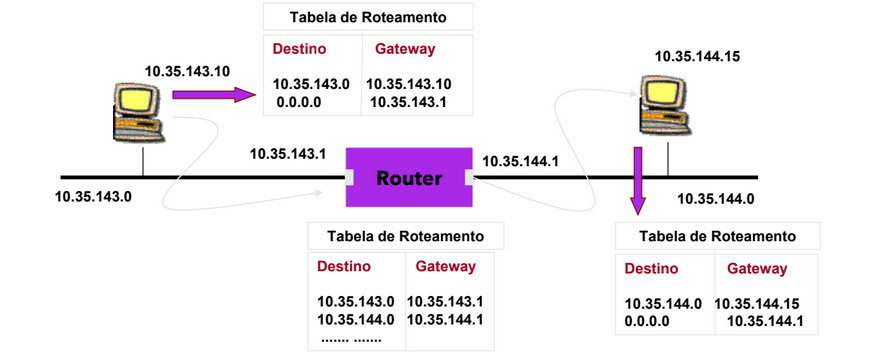 Tabela de Roteamento
Destino Gateway
10.35.143.0 10.35.143.10
0.0.0.0 10.35.143.1
10.35.143.10
10.35.144.15
10.35.143.1
Router
10.35.144.1
10.35.143.0
10.35.144.0
Tabela de Roteamento
Destino Gateway
10.35.143.0 10.35.143.1
10.35.144.0 10.35.144.1
....... .......
Tabela de Roteamento
Destino Gateway
10.35.144.0 10.35.144.15
0.0.0.0 10.35.144.1